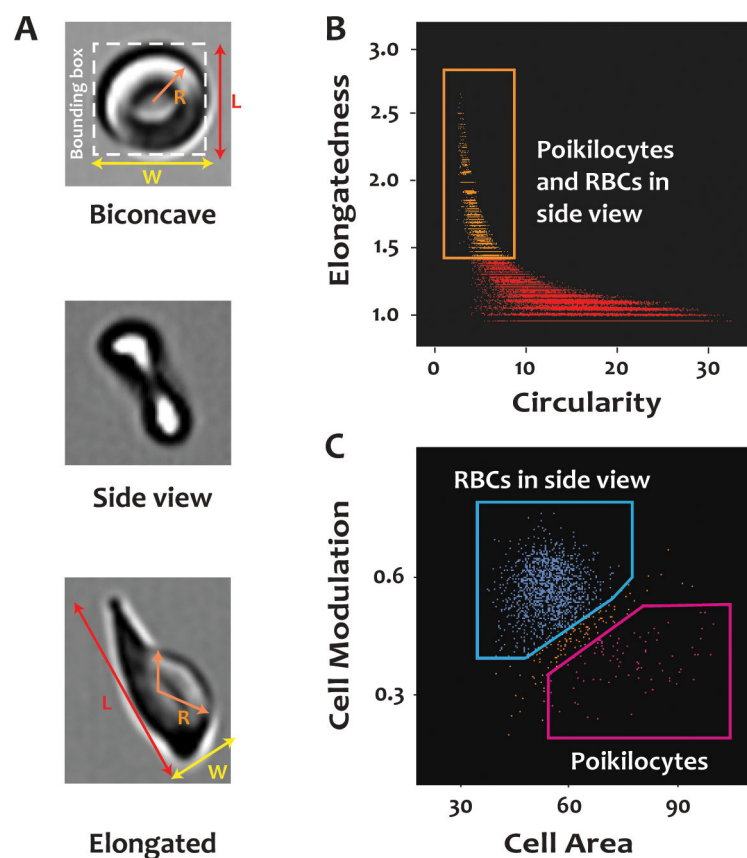 A
Bounding box
R
L
W
Biconcave
Side view
L
R
W
Elongated
B
Elongatedness
3.0
2.5
2.0
1.5
1.0
Poikilocytes
and RBCs in
side view
0
10
20
30
Circularity
C
Cell Modulation
0.6
0.3
RBCs in side view
Poikilocytes
30
60
90
Cell Area